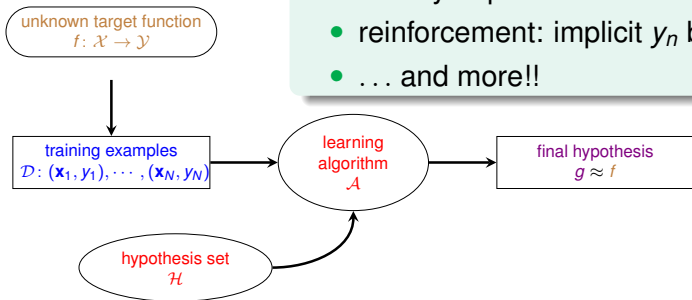 • reinforcement: implicit yₙ
• . . . and more!!
unknown target function
f : 𝒳 → 𝒴
training examples
𝒟 : (𝐱₁, y₁), ⋯ , (𝐱_N, y_N)
learning
algorithm
𝒜
final hypothesis
g ≈ f
hypothesis set
ℋ